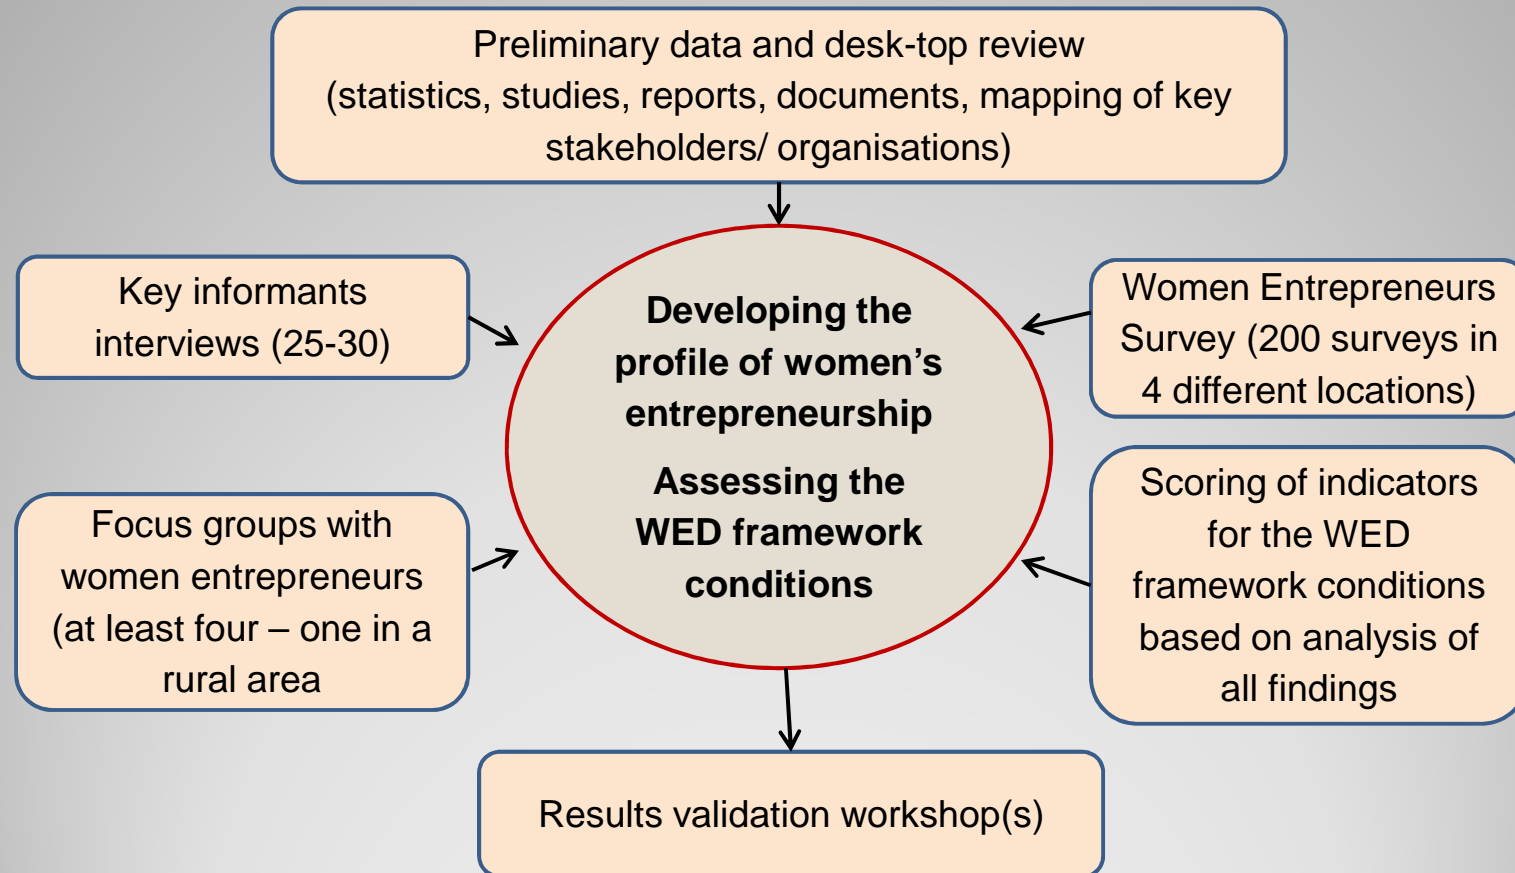 Preliminary data and desk-top review
(statistics, studies, reports, documents, mapping of key
stakeholders/ organisations)
Key informants
interviews (25-30)
Developing the
profile of women’s
entrepreneurship
Assessing the
WED framework
conditions
Women Entrepreneurs
Survey (200 surveys in
4 different locations)
Focus groups with
women entrepreneurs
(at least four – one in a
rural area
Scoring of indicators
for the WED
framework conditions
based on analysis of
all findings
Results validation workshop(s)